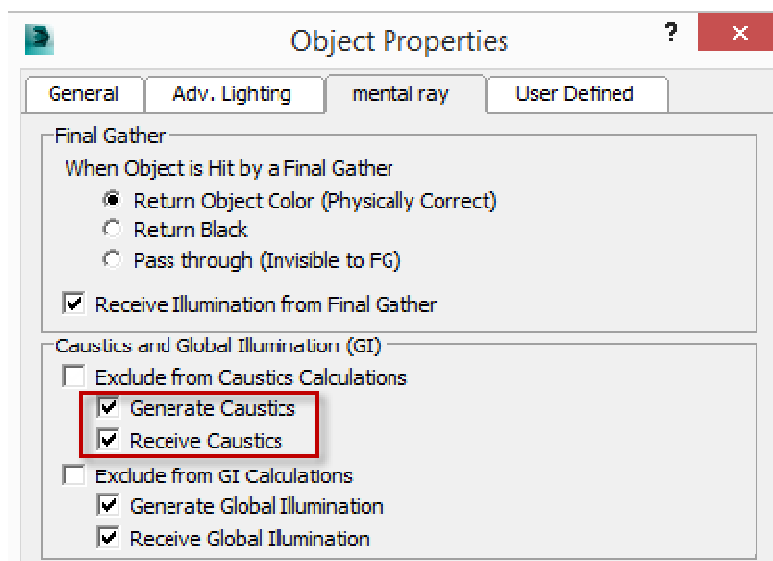 Object Properties ?
General Adv. Lighting mental ray User Defined
Final Gather
When Object is Hit by a Final Gather
Return Object Color (Physically Correct)
Return Black
Pass through (Invisible to FG)
Receive Illumination from Final Gather
Caustics and Global Illumination (GI)
Exclude from Caustics Calculations
Generate Caustics
Receive Caustics
Exclude from GI Calculations
Generate Global Illumination
Receive Global Illumination